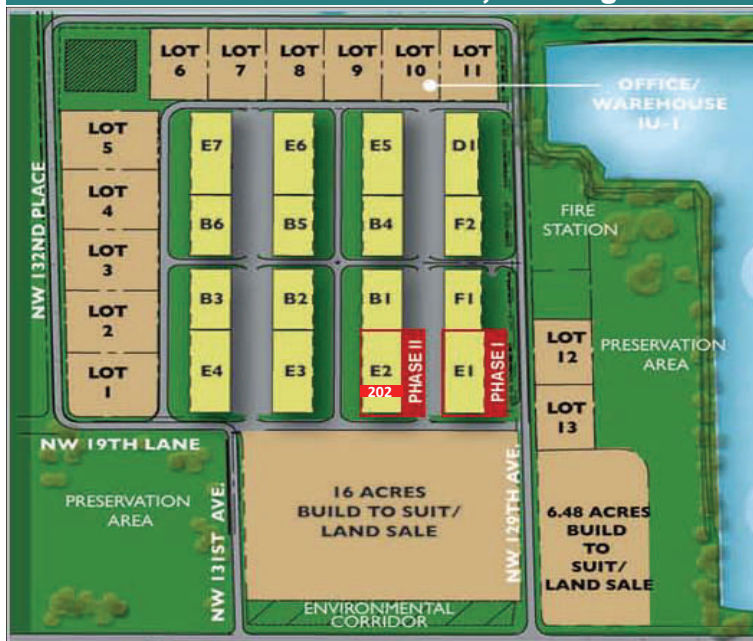 LOT 6
LOT 7
LOT 8
LOT 9
LOT 10
LOT 11
OFFICE/
WAREHOUSE
IU-1
LOT 5
LOT 4
LOT 3
LOT 2
LOT 1
NW 132ND PLACE
E7
E6
E5
D1
B6
B5
B4
F2
FIRE
STATION
B3
B2
B1
F1
E4
E3
E2
202
PHASE II
E1
PHASE I
LOT 12
LOT 13
PRESERVATION
AREA
NW 19TH LANE
PRESERVATION
AREA
NW 131ST AVE.
16 ACRES
BUILD TO SUIT/
LAND SALE
NW 129TH AVE.
6.48 ACRES
BUILD
TO
SUIT/
LAND SALE
ENVIRONMENTAL
CORRIDOR